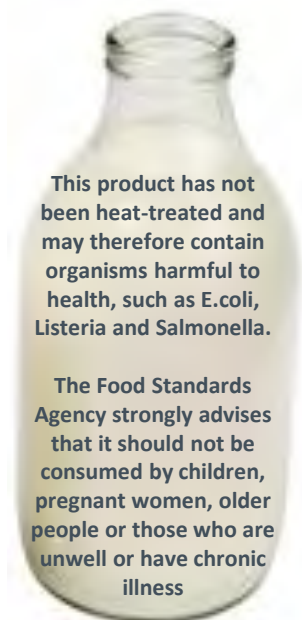 This product has not
been heat-treated and
may therefore contain
organisms harmful to
health, such as E.coli,
Listeria and Salmonella.
The Food Standards
Agency strongly advises
that it should not be
consumed by children,
pregnant women, older
people or those who are
unwell or have chronic
illness